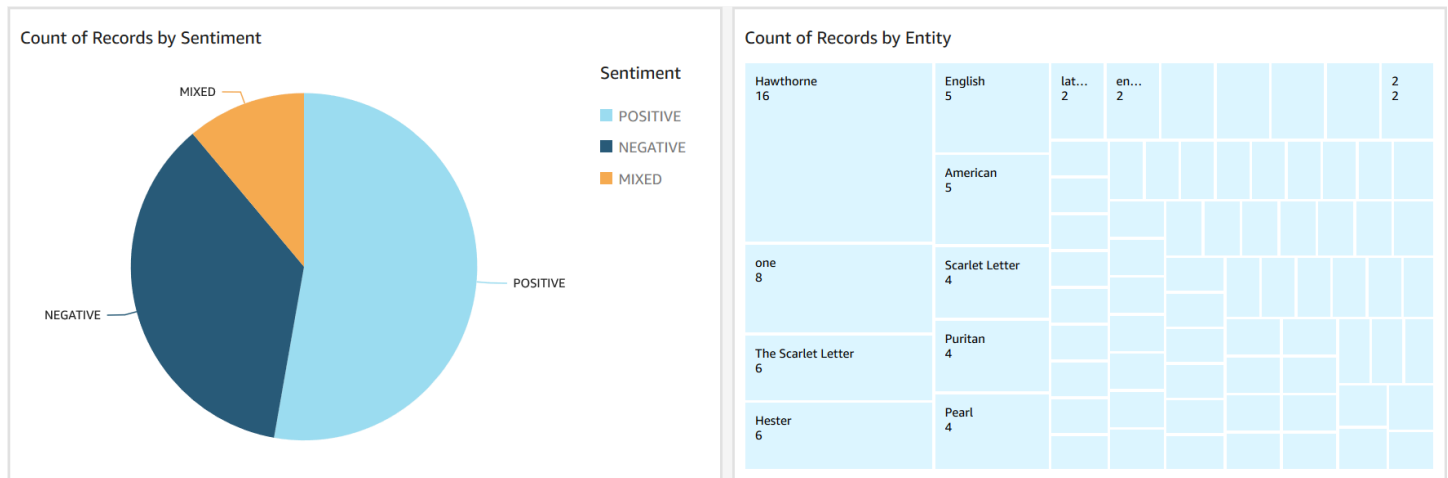 Count of Records by Sentiment
Sentiment
POSITIVE
NEGATIVE
MIXED
MIXED
POSITIVE
NEGATIVE
Count of Records by Entity
Hawthorne
16
one
8
The Scarlet Letter
6
Hester
6
English
5
American
5
Scarlet Letter
4
Puritan
4
Pearl
4
lat...
2
en...
2
2
2